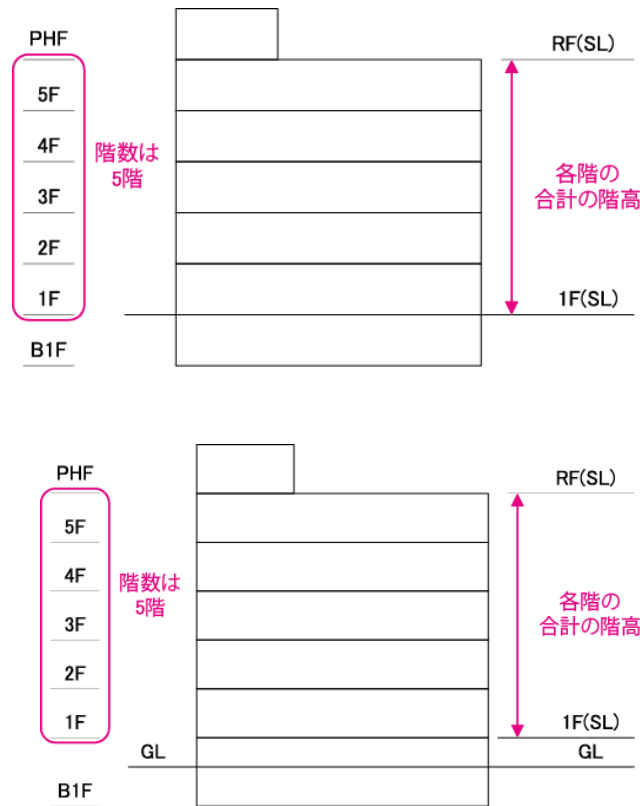 PHF
RF(SL)
5F
4F
階数は
5階
3F
各階の
合計の階高
2F
1F
1F(SL)
B1F
PHF
RF(SL)
5F
4F
階数は
5階
3F
各階の
合計の階高
2F
1F
1F(SL)
GL
GL
B1F